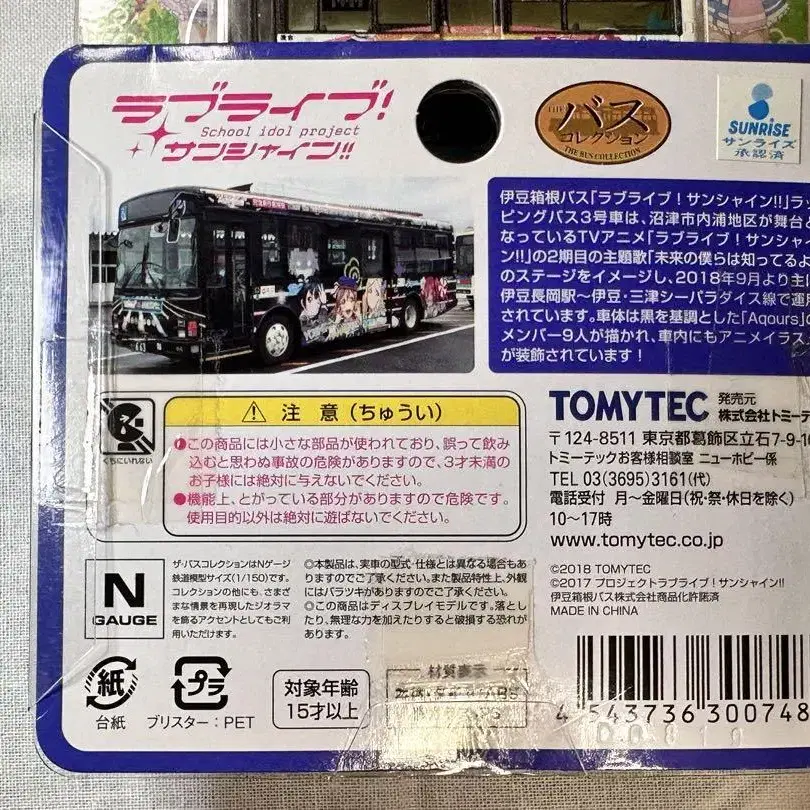 ラブライブ!
School idol project
サンシャイン!!
THE
バス
コレクション
THE BUS COLLECTION
SUNRISE
サンライズ
承認済
伊豆箱根バス「ラブライブ!サンシャイン!!」ラッ
ピングバス3号車は、沼津市内浦地区が舞台と
なっているTVアニメ「ラブライブ!サンシャイ
ン!!」の2期目の主題歌「未来の僕らは知ってるよ
のステージをイメージし、2018年9月より主に
伊豆長岡駅〜伊豆・三津シーパラダイス線で運用
されています。車体は黒を基調とした「Aqours」の
メンバー9人が描かれ、車内にもアニメイラス
が装飾されています!
くちにいれない
注意(ちゅうい)
●この商品には小さな部品が使われており、誤って飲み
込むと思わぬ事故の危険がありますので、3才未満の
お子様には絶対に与えないでください。
●機能上、とがっている部分がありますので危険です。
使用目的以外は絶対に遊ばないでください。
TOMYTEC
発売元
株式会社トミーテ
〒124-8511 東京都葛飾区立石7-9-10
トミーテックお客様相談室 ニューホビー係
TEL 03(3695)3161(代)
電話受付 月〜金曜日(祝・祭・休日を除く)
10〜17時
www.tomytec.co.jp
©2018 TOMYTEC
©2017 プロジェクトラブライブ!サンシャイン!!
伊豆箱根バス株式会社商品化許諾済
MADE IN CHINA
N
GAUGE
ザ・バスコレクションはNゲージ
鉄道模型サイズ(1/150)です。
コレクションの他にも、さまざ
まな情景を再現したジオラマ
を飾るアクセントとしてもご利
用いただけます。
◎本製品は、実車の型式・仕様とは異なる場合もあ
りますのでご了承ください。また製品特性上、外観
にはバラツキがありますのでご了承ください。
◎この商品はディスプレイモデルです。落とし
たり、無理な力を加えたりすると破損する恐れが
あります。
紙
台紙
プラ
ブリスター:PET
対象年齢
15才以上
材質表示
4 543736 300748